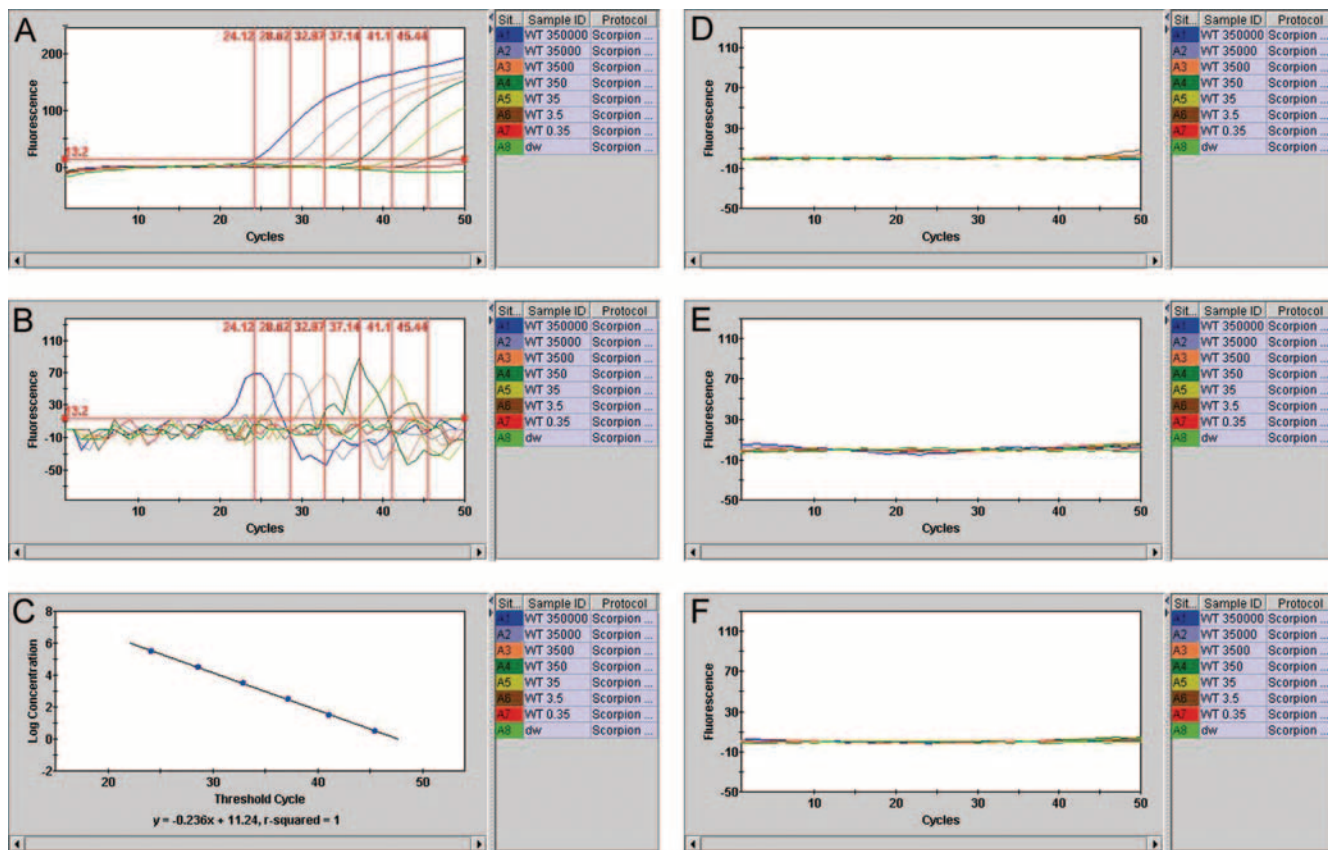 A
200
100
0
Fluorescence
24.12 28.62 32.97 37.14 41.1 45.44
13.2
10 20 30 40 50
Cycles
Sit... Sample ID Protocol
A1 WT 350000 Scorpion ...
A2 WT 35000 Scorpion ...
A3 WT 3500 Scorpion ...
A4 WT 350 Scorpion ...
A5 WT 35 Scorpion ...
A6 WT 3.5 Scorpion ...
A7 WT 0.35 Scorpion ...
A8 dw Scorpion ...
D
110
70
30
-10
-50
Fluorescence
10 20 30 40 50
Cycles
Sit... Sample ID Protocol
A1 WT 350000 Scorpion ...
A2 WT 35000 Scorpion ...
A3 WT 3500 Scorpion ...
A4 WT 350 Scorpion ...
A5 WT 35 Scorpion ...
A6 WT 3.5 Scorpion ...
A7 WT 0.35 Scorpion ...
A8 dw Scorpion ...
B
110
70
30
-10
-50
Fluorescence
24.12 28.62 32.97 37.14 41.1 45.44
13.2
10 20 30 40 50
Cycles
Sit... Sample ID Protocol
A1 WT 350000 Scorpion ...
A2 WT 35000 Scorpion ...
A3 WT 3500 Scorpion ...
A4 WT 350 Scorpion ...
A5 WT 35 Scorpion ...
A6 WT 3.5 Scorpion ...
A7 WT 0.35 Scorpion ...
A8 dw Scorpion ...
E
110
70
30
-10
-50
Fluorescence
10 20 30 40 50
Cycles
Sit... Sample ID Protocol
A1 WT 350000 Scorpion ...
A2 WT 35000 Scorpion ...
A3 WT 3500 Scorpion ...
A4 WT 350 Scorpion ...
A5 WT 35 Scorpion ...
A6 WT 3.5 Scorpion ...
A7 WT 0.35 Scorpion ...
A8 dw Scorpion ...
C
8
6
4
2
0
-2
Log Concentration
20 30 40 50
Threshold Cycle
y = -0.236x + 11.24, r-squared = 1
Sit... Sample ID Protocol
A1 WT 350000 Scorpion ...
A2 WT 35000 Scorpion ...
A3 WT 3500 Scorpion ...
A4 WT 350 Scorpion ...
A5 WT 35 Scorpion ...
A6 WT 3.5 Scorpion ...
A7 WT 0.35 Scorpion ...
A8 dw Scorpion ...
F
110
70
30
-10
-50
Fluorescence
10 20 30 40 50
Cycles
Sit... Sample ID Protocol
A1 WT 350000 Scorpion ...
A2 WT 35000 Scorpion ...
A3 WT 3500 Scorpion ...
A4 WT 350 Scorpion ...
A5 WT 35 Scorpion ...
A6 WT 3.5 Scorpion ...
A7 WT 0.35 Scorpion ...
A8 dw Scorpion ...